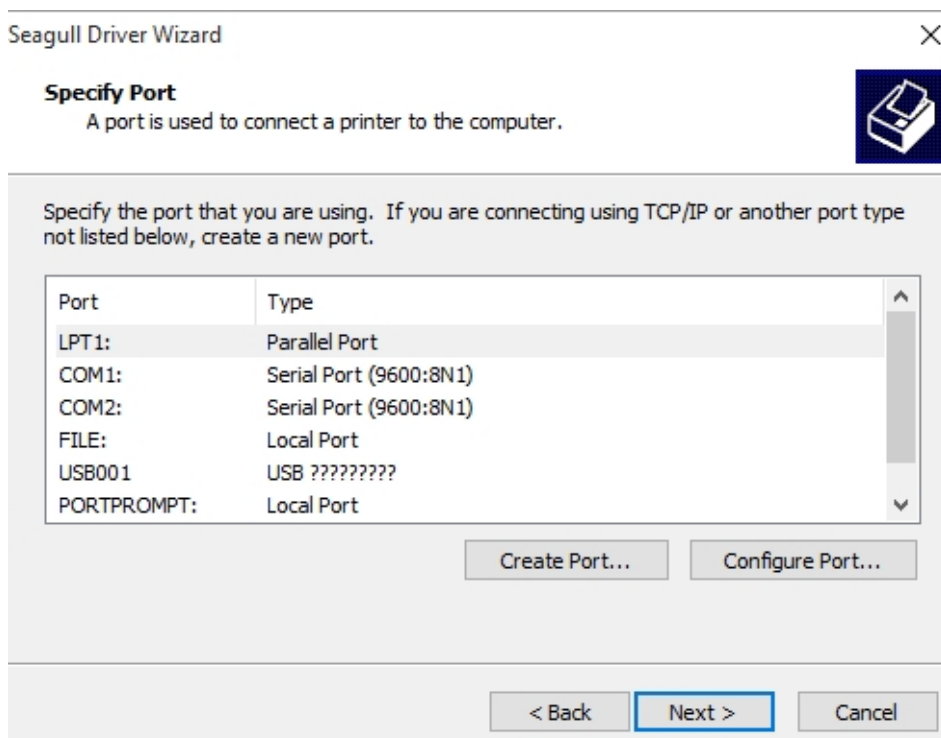 Seagull Driver Wizard
Specify Port
A port is used to connect a printer to the computer.
Specify the port that you are using.  If you are connecting using TCP/IP or another port type
not listed below, create a new port.
Port Type
LPT1: Parallel Port
COM1: Serial Port (9600:8N1)
COM2: Serial Port (9600:8N1)
FILE: Local Port
USB001 USB ?????????
PORTPROMPT: Local Port
Create Port... Configure Port...
< Back Next > Cancel